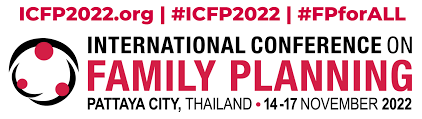 ICFP2022.org | #ICFP2022 | #FPforALL
INTERNATIONAL CONFERENCE ON
FAMILY PLANNING
PATTAYA CITY, THAILAND • 14-17 NOVEMBER 2022